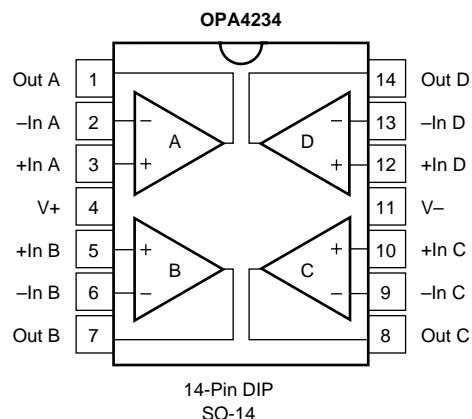 OPA4234
Out A 1 14 Out D
–In A 2 – – 13 –In D
A D
+In A 3 + + 12 +In D
V+ 4 11 V–
+In B 5 + + 10 +In C
B C
–In B 6 – – 9 –In C
Out B 7 8 Out C
14-Pin DIP
SO-14